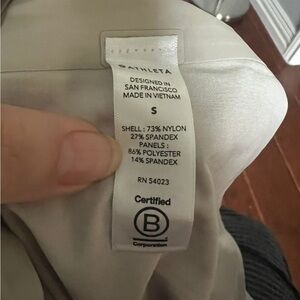 ATHLETA
DESIGNED IN
SAN FRANCISCO
MADE IN VIETNAM
S
SHELL : 73% NYLON
27% SPANDEX
PANELS :
86% POLYESTER
14% SPANDEX
RN 54023
Certified
B
Corporation